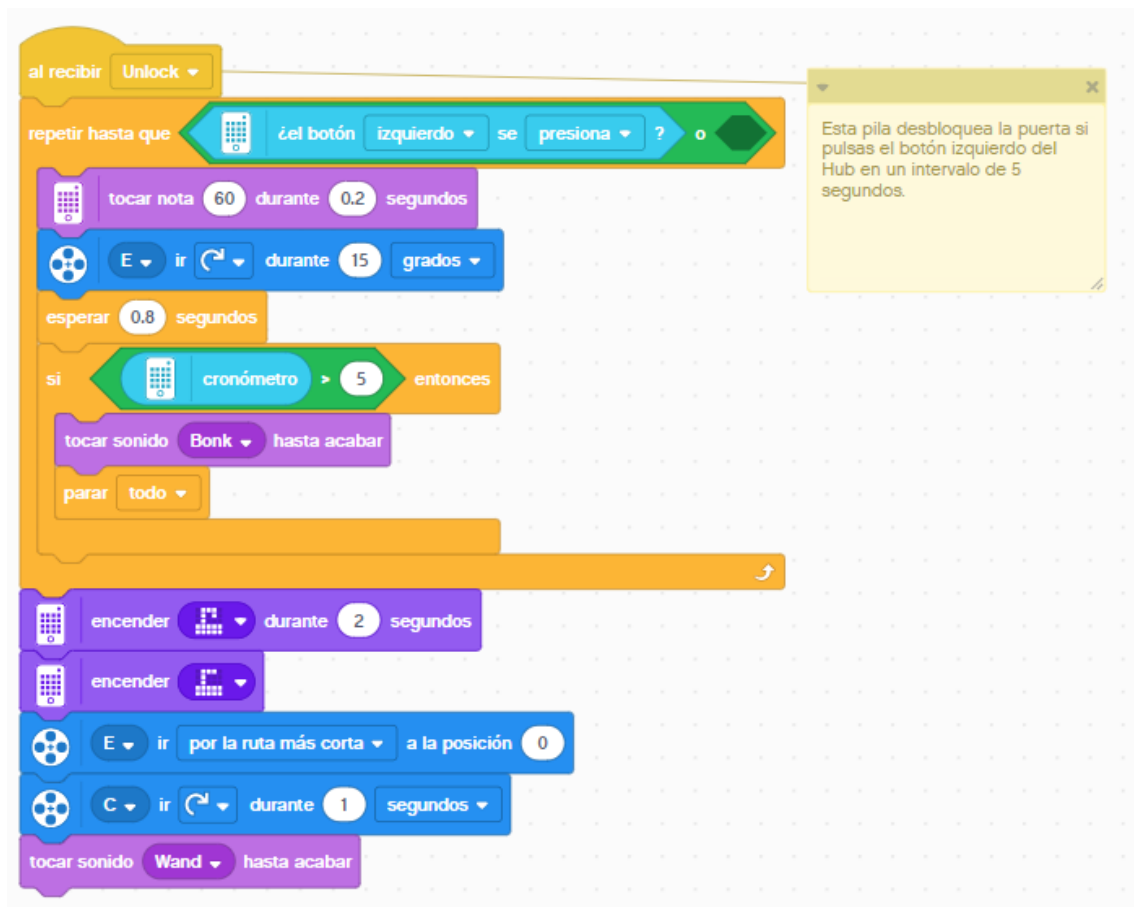 al recibir Unlock
repetir hasta que ¿el botón izquierdo se presiona ? o
tocar nota 60 durante 0.2 segundos
E ir durante 15 grados
esperar 0.8 segundos
si cronómetro > 5 entonces
tocar sonido Bonk hasta acabar
parar todo
encender durante 2 segundos
encender
E ir por la ruta más corta a la posición 0
C ir durante 1 segundos
tocar sonido Wand hasta acabar
Esta pila desbloquea la puerta si
pulsas el botón izquierdo del
Hub en un intervalo de 5
segundos.